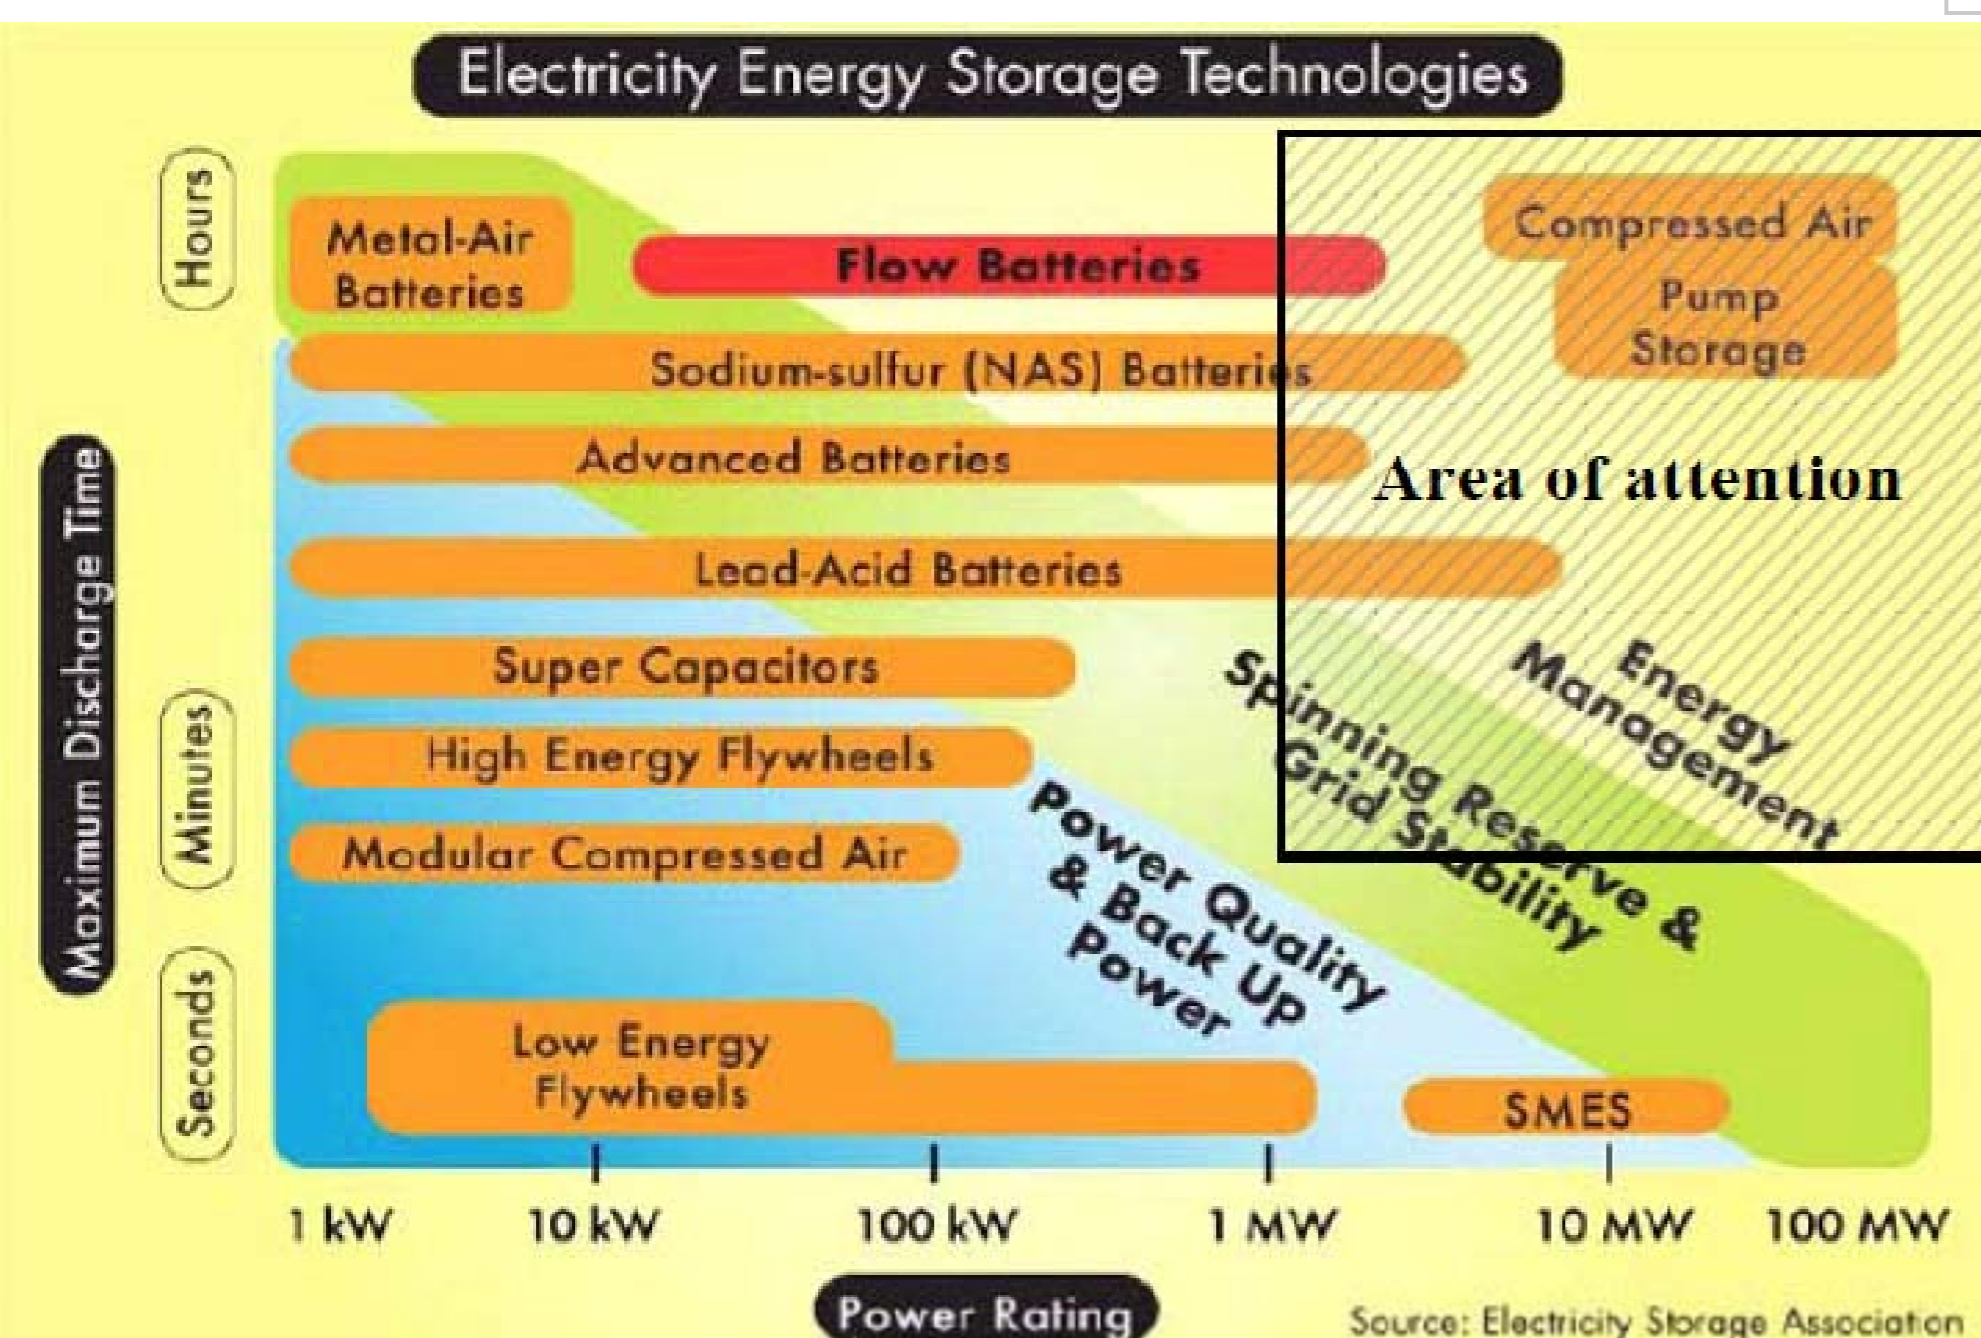 Electricity Energy Storage Technologies
Hours
Metal-Air
Batteries
Flow Batteries
Compressed Air
Pump
Storage
Sodium-sulfur (NAS) Batteries
Advanced Batteries
Area of attention
Lead-Acid Batteries
Maximum Discharge Time
Super Capacitors
Energy
Management
Spinning Reserve &
Grid Stability
Minutes
High Energy Flywheels
Modular Compressed Air
Power Quality
& Back Up
Power
Seconds
Low Energy
Flywheels
SMES
1 kW 10 kW 100 kW 1 MW 10 MW 100 MW
Power Rating
Source: Electricity Storage Association